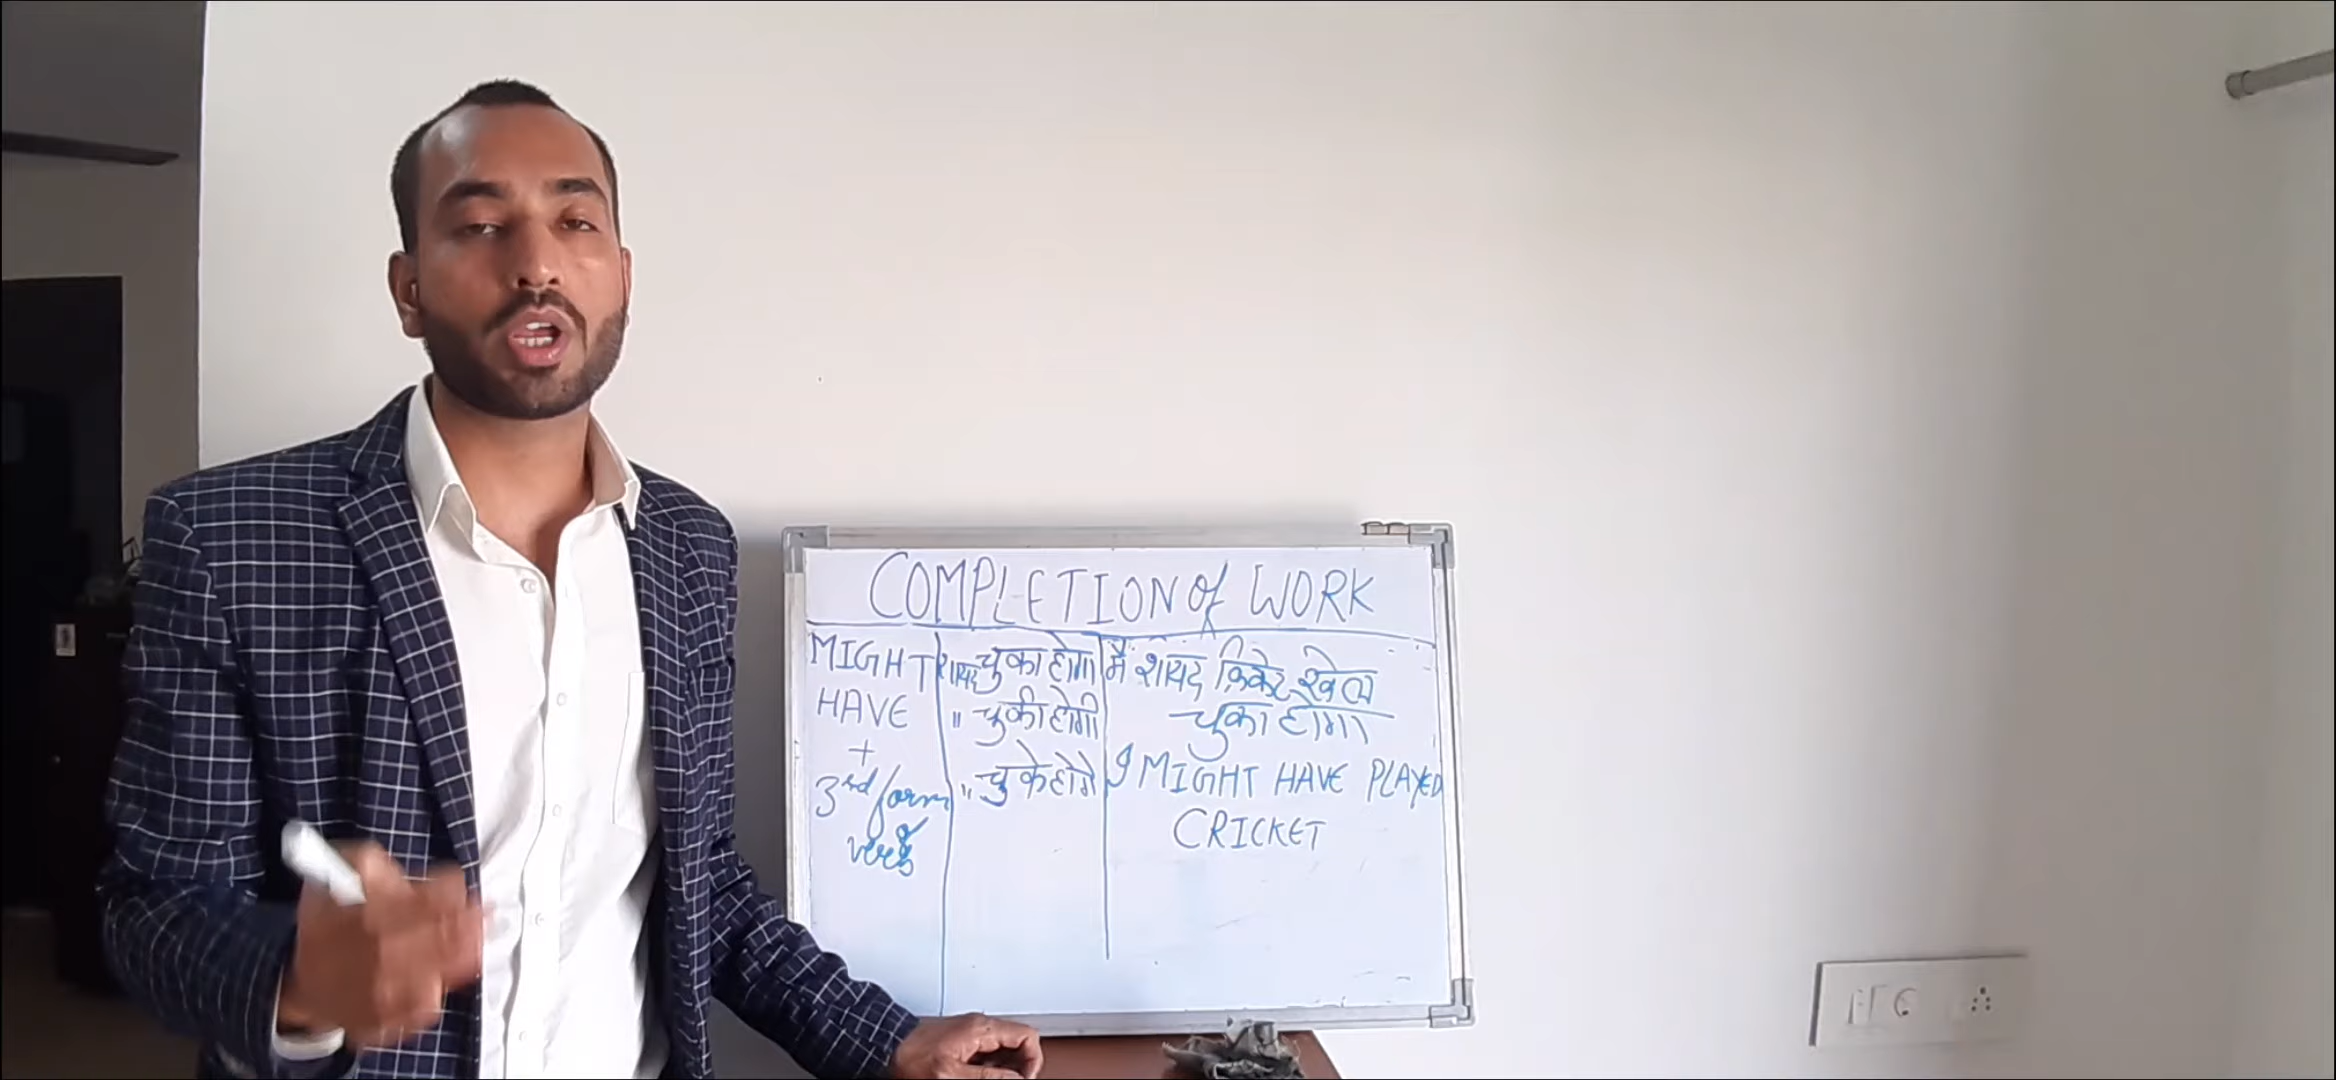 COMPLETION of WORK
MIGHT
HAVE
+
3rd form
of
verb
शायद चुका होगा
" चुकी होगी
" चुके होगे
मैं शायद क्रिकेट खेल
चुका होगा
I MIGHT HAVE PLAYED
CRICKET